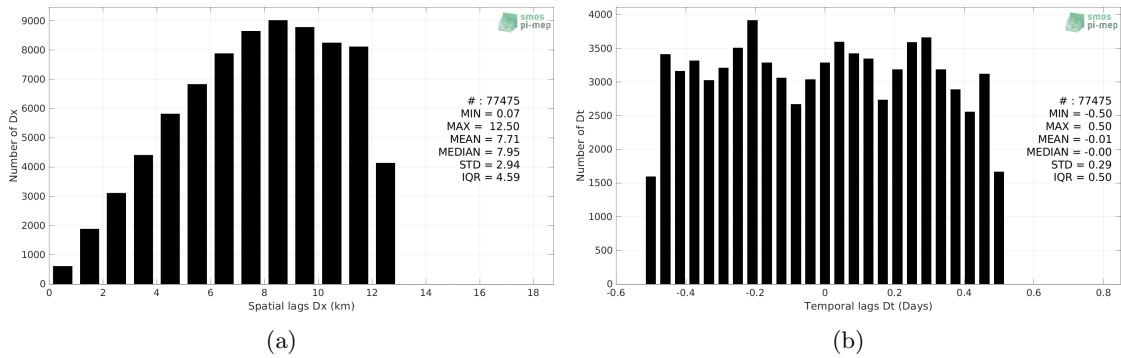 9000
8000
7000
6000
5000
4000
3000
2000
1000
0
Number of Dx
0 2 4 6 8 10 12 14 16 18
Spatial lags Dx (km)
smos
pi-mep
# : 77475
MIN = 0.07
MAX = 12.50
MEAN = 7.71
MEDIAN = 7.95
STD = 2.94
IQR = 4.59
(a)
4000
3500
3000
2500
2000
1500
1000
500
0
Number of Dt
-0.6 -0.4 -0.2 0 0.2 0.4 0.6 0.8
Temporal lags Dt (Days)
smos
pi-mep
# : 77475
MIN = -0.50
MAX = 0.50
MEAN = -0.01
MEDIAN = -0.00
STD = 0.29
IQR = 0.50
(b)